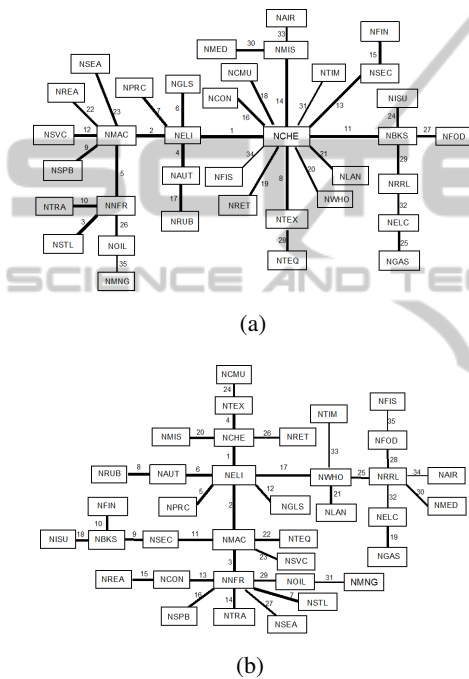 NAIR
33
NMED 30 NMIS
NFIN
15
NSEA
NREA
22
23
NPRC
7
NGLS
6
NCMU
18
NCON
16
14
NTIM
31
NSEC
13
NISU
24
NSVC 12 NMAC 2 NELI 1 NCHE 11 NBKS 27 NFOD
9
NSPB
5
4
NAUT
NFIS 34
19
8
20
21
NLAN
29
NRRL
NTRA 10 NNFR
17
NRET
NWHO
32
3
26
NRUB
NTEX
NELC
NSTL
NOIL
28
25
35
NTEQ
NGAS
NMNG
SCIENCE AND TEC
(a)
NCMU
24
NTEX
4
NTIM
NFIS
35
NMIS 20 NCHE 26 NRET
33
NFOD
1
28
NRUB 8 NAUT 6 NELI 17 NWHO 25 NRRL 34 NAIR
5
12
21
30
NPRC
NGLS
NLAN
32
NMED
NFIN
2
NELC
10
19
NISU 18 NBKS 9 NSEC 11 NMAC 22 NTEQ
NGAS
23
NSVC
3
NREA 15 NCON 13 NNFR 29 NOIL 31 NMNG
16
14
27
7
NSTL
NSPB
NTRA
NSEA
(b)